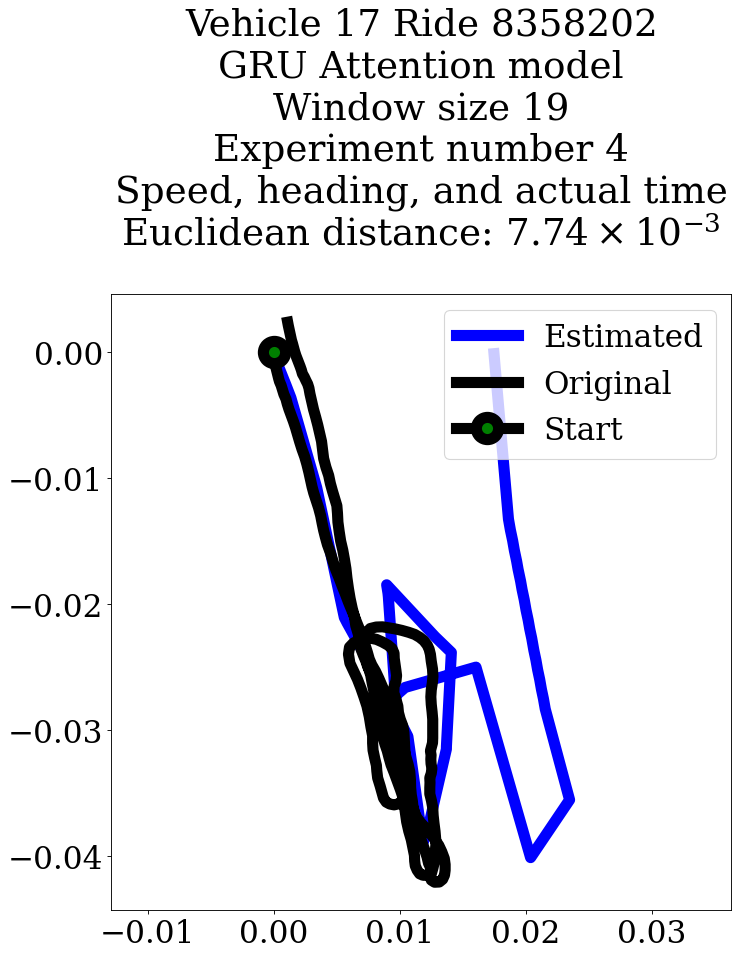 Vehicle 17 Ride 8358202
GRU Attention model
Window size 19
Experiment number 4
Speed, heading, and actual time
Euclidean distance: 7.74 × 10⁻³
Estimated
Original
Start
0.00
−0.01
−0.02
−0.03
−0.04
−0.01 0.00 0.01 0.02 0.03